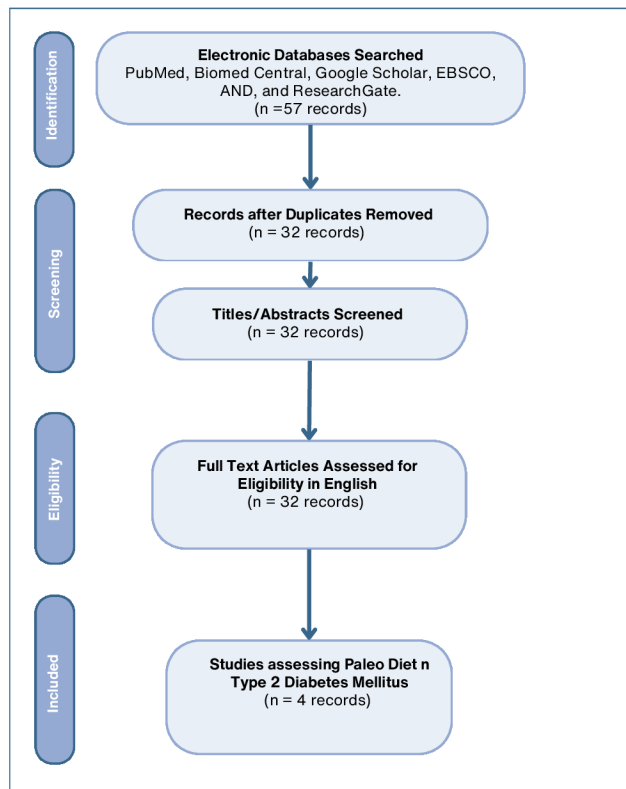 Identification
Electronic Databases Searched
PubMed, Biomed Central, Google Scholar, EBSCO,
AND, and ResearchGate.
(n =57 records)
Screening
Records after Duplicates Removed
(n = 32 records)
Titles/Abstracts Screened
(n = 32 records)
Eligibility
Full Text Articles Assessed for
Eligibility in English
(n = 32 records)
Included
Studies assessing Paleo Diet n
Type 2 Diabetes Mellitus
(n = 4 records)